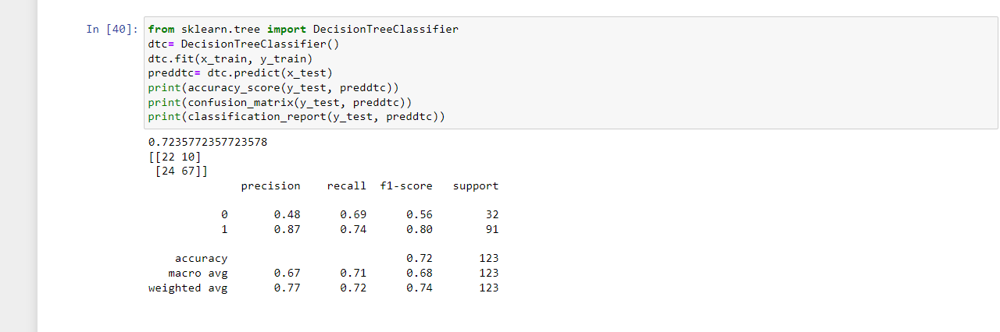 In [40]: from sklearn.tree import DecisionTreeClassifier
dtc= DecisionTreeClassifier()
dtc.fit(x_train, y_train)
preddtc= dtc.predict(x_test)
print(accuracy_score(y_test, preddtc))
print(confusion_matrix(y_test, preddtc))
print(classification_report(y_test, preddtc))
0.7235772357723578
[[22 10]
 [24 67]]
              precision    recall  f1-score   support
           0       0.48      0.69      0.56        32
           1       0.87      0.74      0.80        91
    accuracy                           0.72       123
   macro avg       0.67      0.71      0.68       123
weighted avg       0.77      0.72      0.74       123